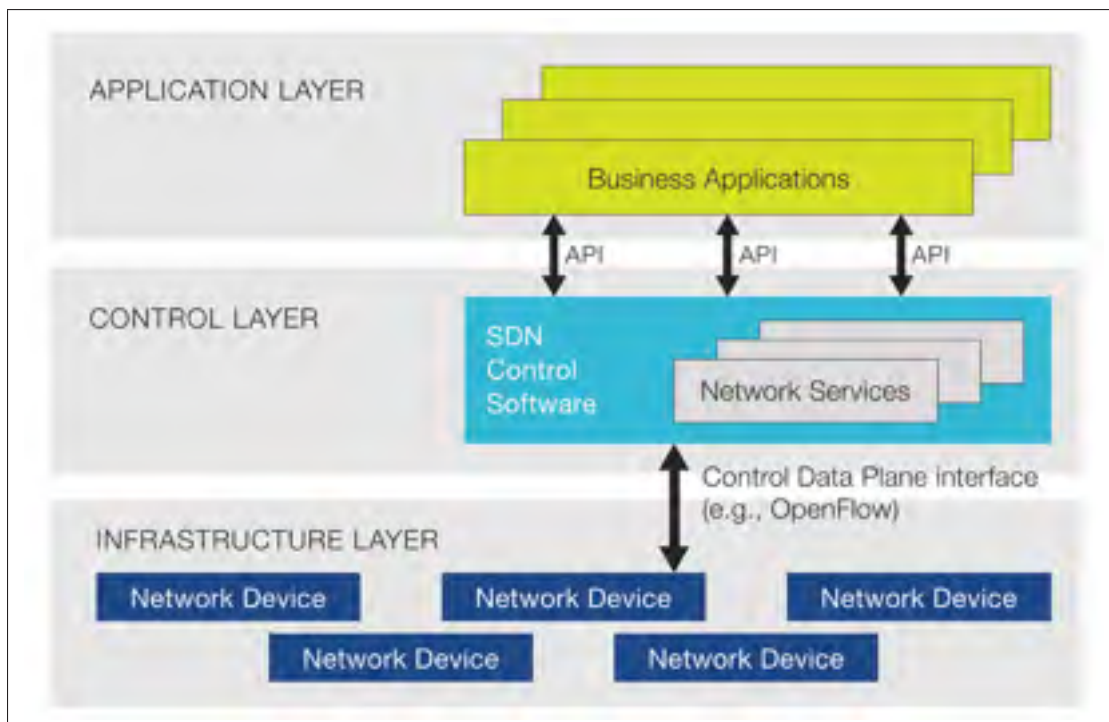 APPLICATION LAYER
Business Applications
API
API
API
CONTROL LAYER
SDN
Control
Software
Network Services
Control Data Plane interface
(e.g., OpenFlow)
INFRASTRUCTURE LAYER
Network Device
Network Device
Network Device
Network Device
Network Device